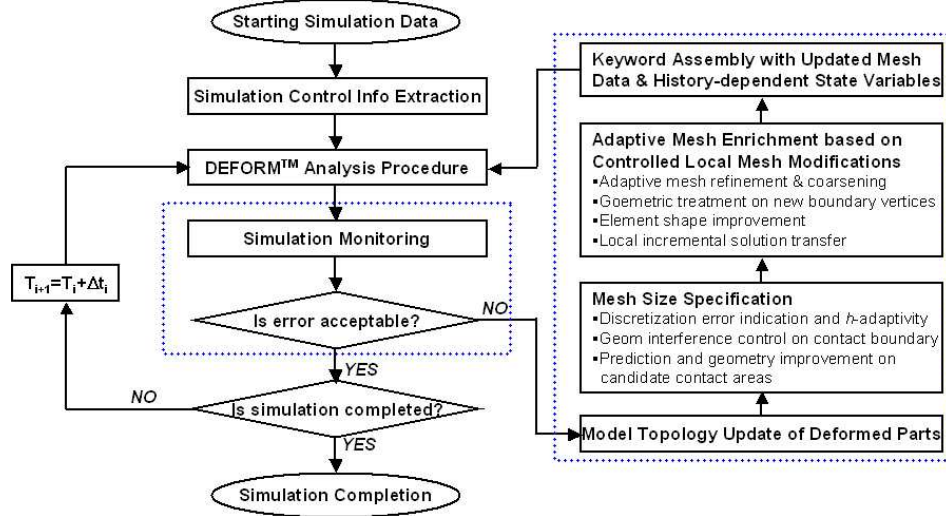 Starting Simulation Data
Simulation Control Info Extraction
DEFORM™ Analysis Procedure
Simulation Monitoring
Is error acceptable?
NO
YES
Is simulation completed?
NO
YES
Simulation Completion
Ti+1=Ti+Δti
Keyword Assembly with Updated Mesh
Data & History-dependent State Variables
Adaptive Mesh Enrichment based on
Controlled Local Mesh Modifications
▪Adaptive mesh refinement & coarsening
▪Goemetric treatment on new boundary vertices
▪Element shape improvement
▪Local incremental solution transfer
Mesh Size Specification
▪Discretization error indication and h-adaptivity
▪Geom interference control on contact boundary
▪Prediction and geometry improvement on
candidate contact areas
Model Topology Update of Deformed Parts